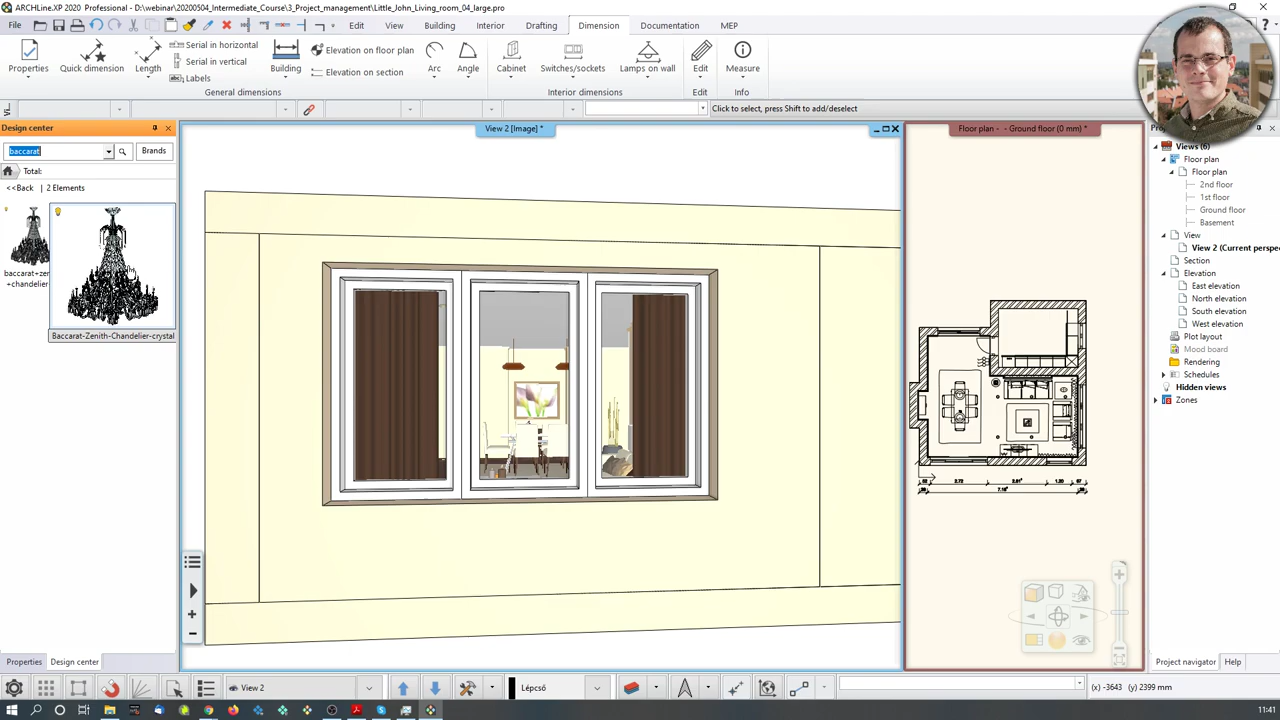 ARCHLine.XP 2020 Professional - D:\webinar\20200504_Intermediate_Course\3_Project_management\Little_John_Living_room_04_large.pro
File
Edit
View
Building
Interior
Drafting
Dimension
Documentation
MEP
Properties
Quick dimension
Length
Serial in horizontal
Serial in vertical
Labels
Building
Elevation on floor plan
Elevation on section
Arc
Angle
Cabinet
Switches/sockets
Lamps on wall
Edit
Measure
General dimensions
Interior dimensions
Edit
Info
Click to select, press Shift to add/deselect
Design center
baccarat
Brands
Total:
<<Back | 2 Elements
baccarat+zen
+chandelier
Baccarat-Zenith-Chandelier-crystal
View 2 [Image] *
Floor plan - - Ground floor (0 mm) *
Views (6)
Floor plan
Floor plan
2nd floor
1st floor
Ground floor
Basement
View
View 2 (Current perspe
Section
Elevation
East elevation
North elevation
South elevation
West elevation
Plot layout
Mood board
Rendering
Schedules
Hidden views
Zones
Properties
Design center
Project navigator
Help
View 2
Lépcső
(x) -3643 (y) 2399 mm
11:41